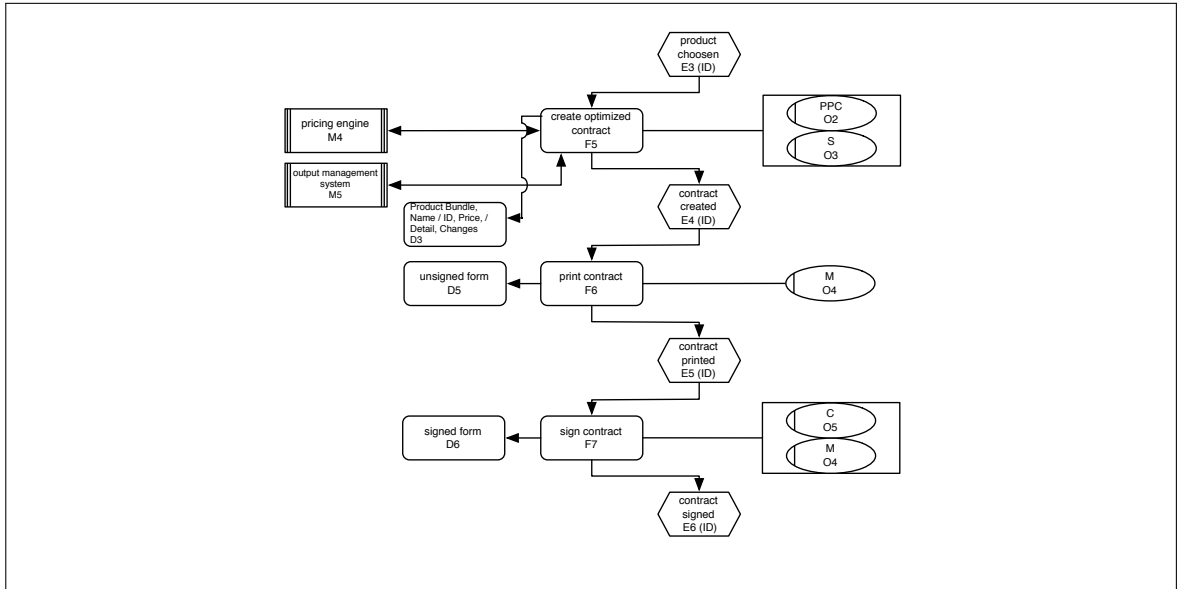 product
choosen
E3 (ID)
pricing engine
M4
create optimized
contract
F5
PPC
O2
S
O3
output management
system
M5
contract
created
E4 (ID)
Product Bundle,
Name / ID, Price, /
Detail, Changes
D3
unsigned form
D5
print contract
F6
M
O4
contract
printed
E5 (ID)
signed form
D6
sign contract
F7
C
O5
M
O4
contract
signed
E6 (ID)